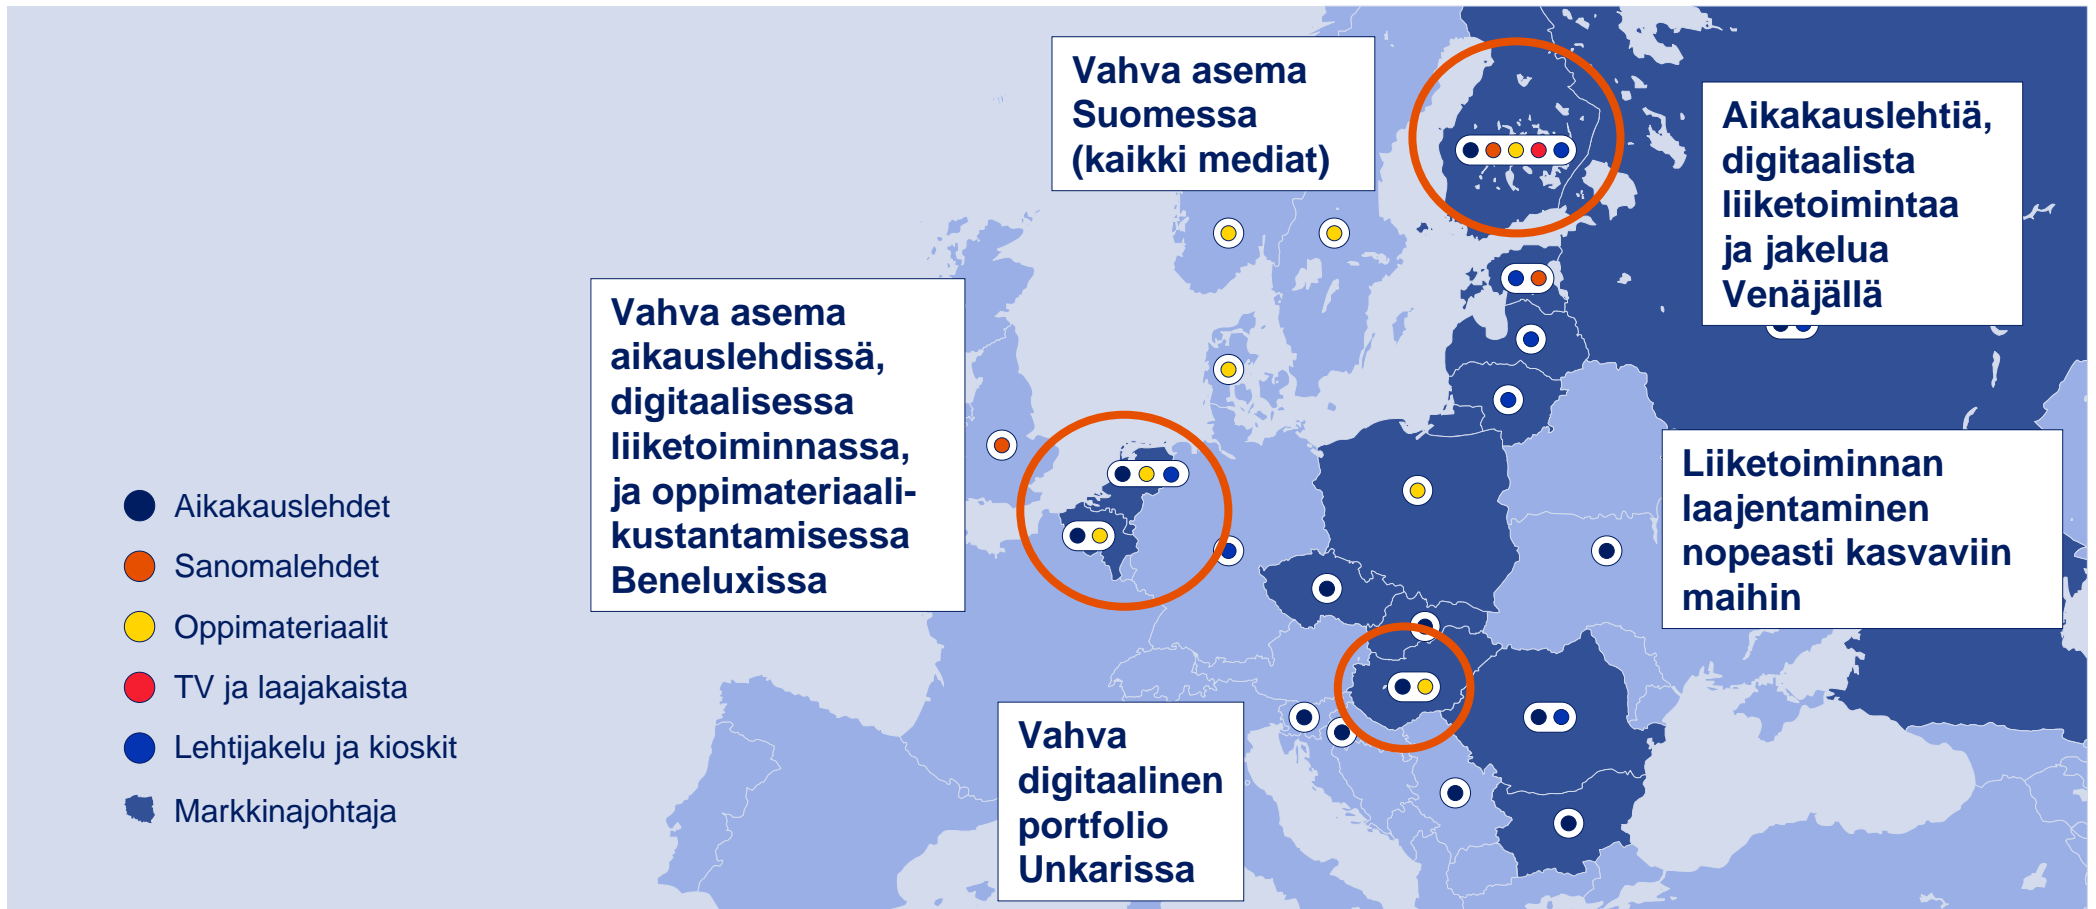 Vahva asema
Suomessa
(kaikki mediat)
Aikakauslehtiä,
digitaalista
liiketoimintaa
ja jakelua
Venäjällä
Vahva asema
aikauslehdissä,
digitaalisessa
liiketoiminnassa,
ja oppimateriaali-
kustantamisessa
Beneluxissa
Liiketoiminnan
laajentaminen
nopeasti kasvaviin
maihin
Vahva
digitaalinen
portfolio
Unkarissa
Aikakauslehdet
Sanomalehdet
Oppimateriaalit
TV ja laajakaista
Lehtijakelu ja kioskit
Markkinajohtaja